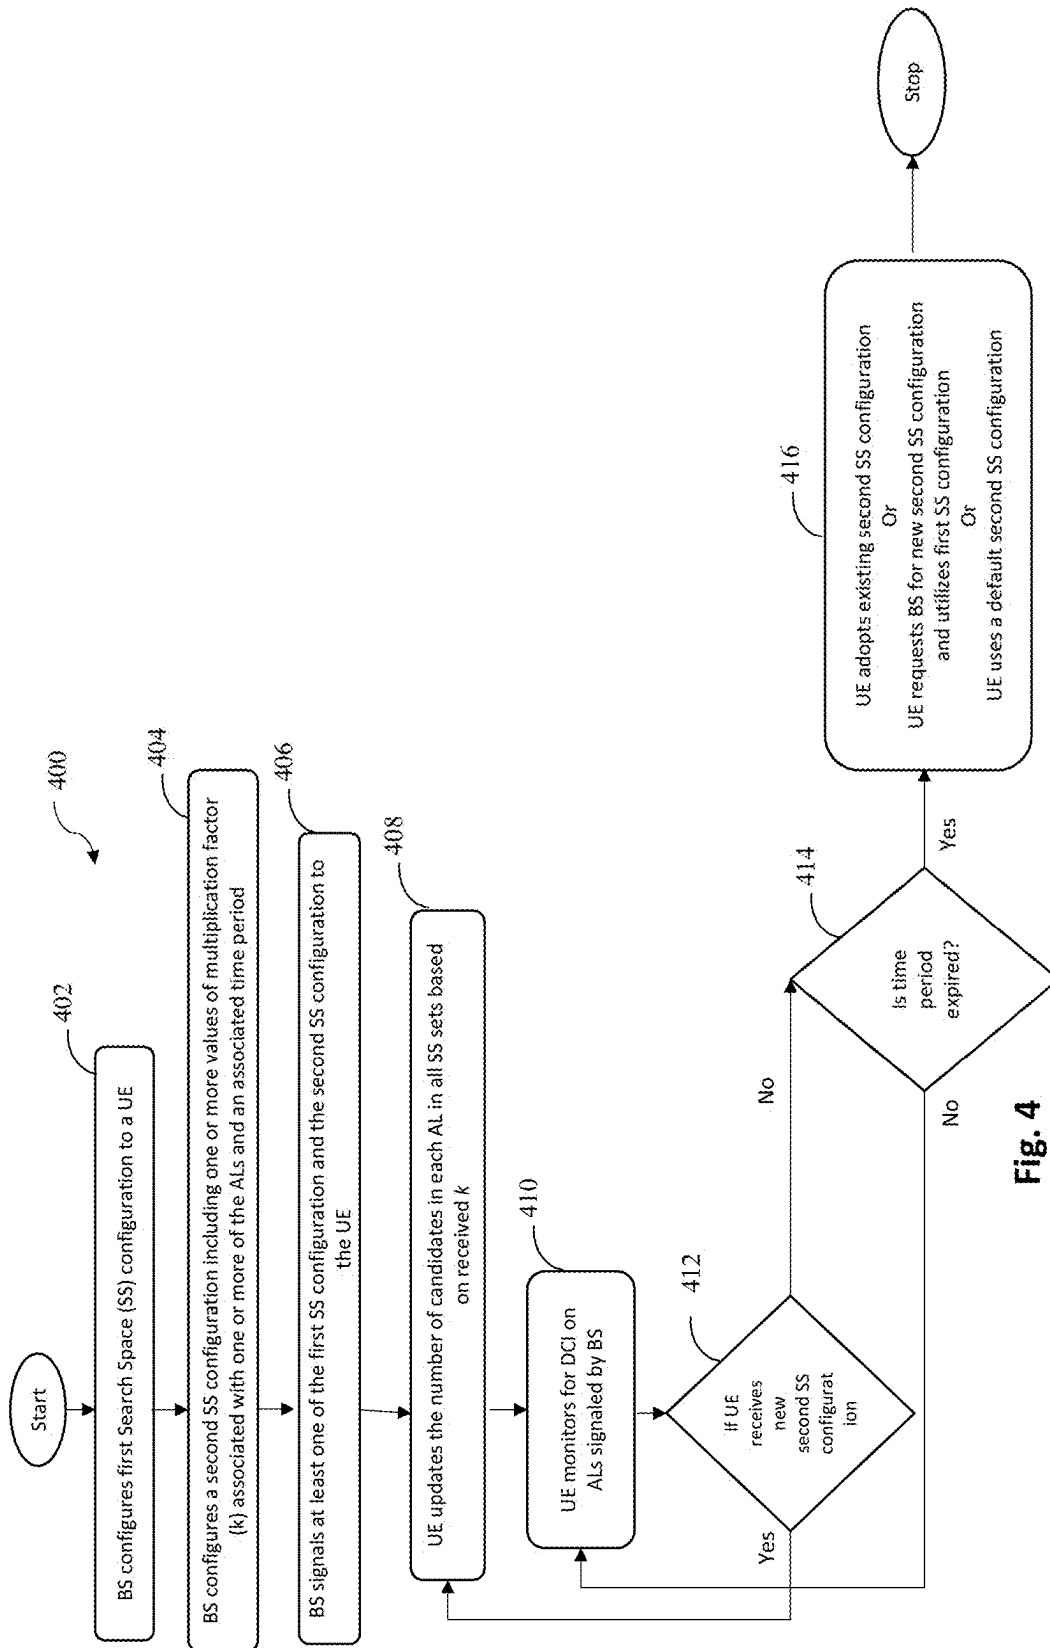 400
Start
402
BS configures first Search Space (SS) configuration to a UE
404
BS configures a second SS configuration including one or more values of multiplication factor
(k) associated with one or more of the ALs and an associated time period
406
BS signals at least one of the first SS configuration and the second SS configuration to
the UE
408
UE updates the number of candidates in each AL in all SS sets based
on received k
410
UE monitors for DCI on
ALs signaled by BS
412
If UE
receives
new
second SS
configurat
ion
Yes
No
414
Is time
period
expired?
No
Yes
416
UE adopts existing second SS configuration
Or
UE requests BS for new second SS configuration
and utilizes first SS configuration
Or
UE uses a default second SS configuration
Stop
Fig. 4